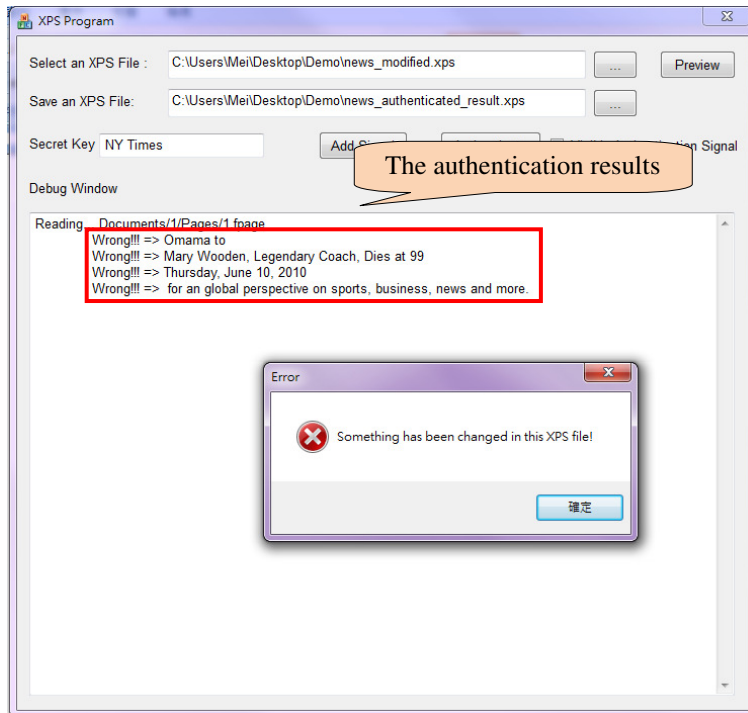 XPS Program
Select an XPS File :
C:\Users\Mei\Desktop\Demo\news_modified.xps
...
Preview
Save an XPS File:
C:\Users\Mei\Desktop\Demo\news_authenticated_result.xps
...
Secret Key
NY Times
Add
Signal
The authentication results
Debug Window
Reading Documents/1/Pages/1.fpage
Wrong!!! => Omama to
Wrong!!! => Mary Wooden, Legendary Coach, Dies at 99
Wrong!!! => Thursday, June 10, 2010
Wrong!!! => for an global perspective on sports, business, news and more.
Error
Something has been changed in this XPS file!
確定